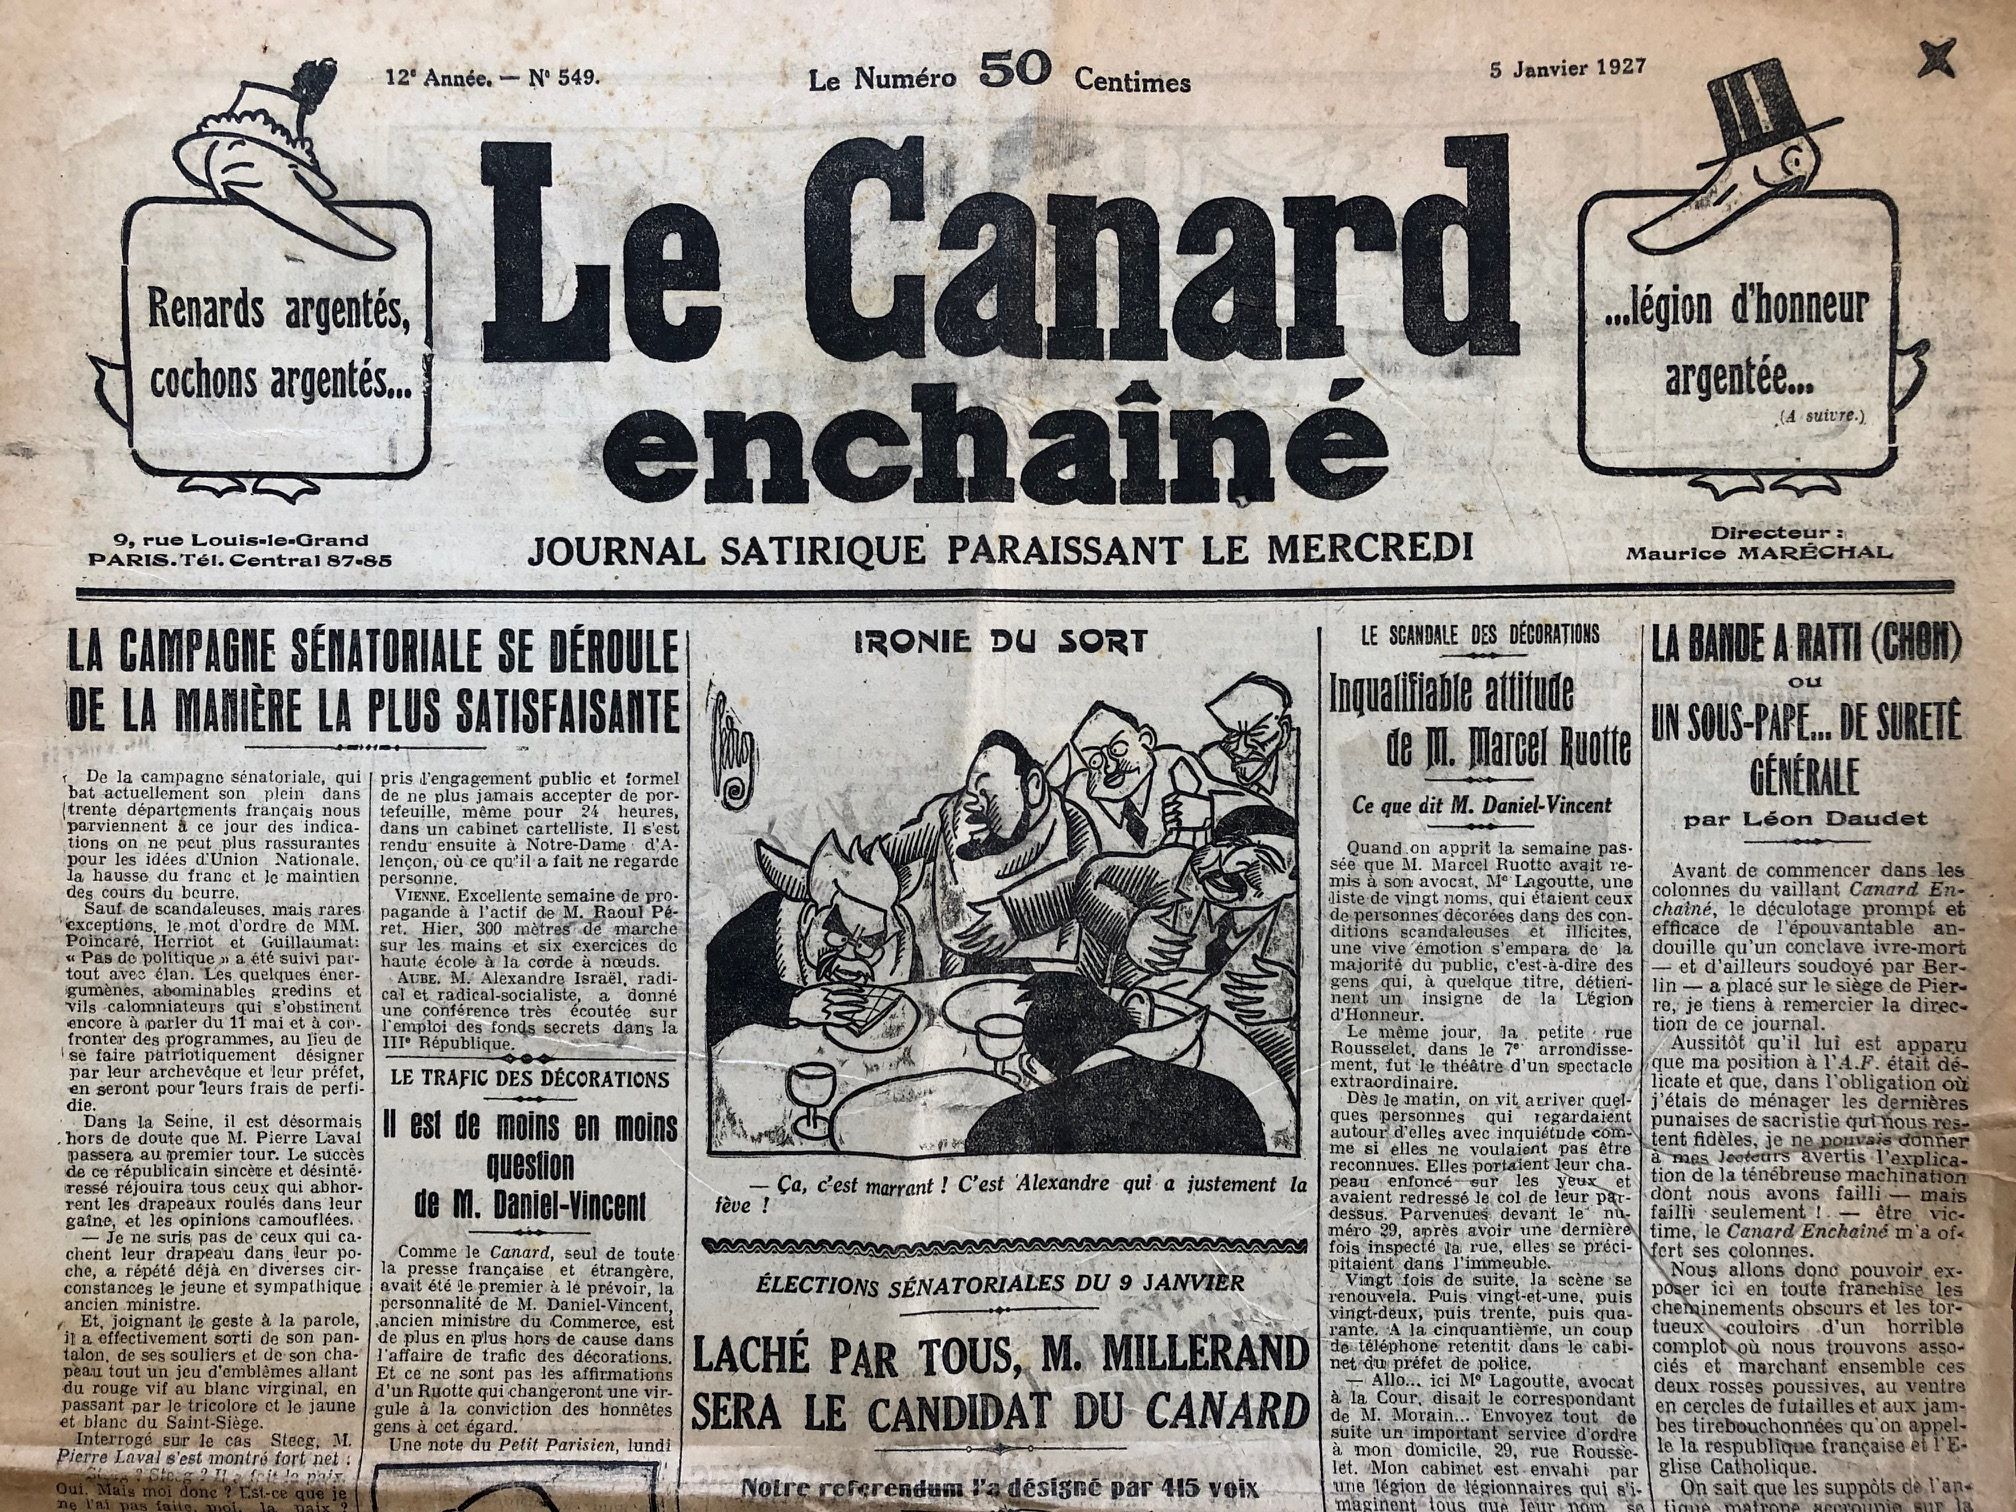 12e Année. — N° 549.
Le Numéro 50 Centimes
5 Janvier 1927
Renards argentés,
cochons argentés...
Le Canard
enchaîné
...légion d'honneur
argentée...
(A suivre.)
9, rue Louis-le-Grand
PARIS. Tél. Central 87-85
JOURNAL SATIRIQUE PARAISSANT LE MERCREDI
Directeur :
Maurice MARÉCHAL
LA CAMPAGNE SÉNATORIALE SE DÉROULE
DE LA MANIÈRE LA PLUS SATISFAISANTE
De la campagne sénatoriale, qui
bat actuellement son plein dans
trente départements français nous
parviennent à ce jour des indica-
tions on ne peut plus rassurantes
pour les idées d'Union Nationale,
la hausse du franc et le maintien
des cours du beurre.
Sauf de scandaleuses, mais rares
exceptions, le mot d'ordre de MM.
Poincaré, Herriot et Guillaumat:
« Pas de politique » a été suivi par-
tout avec élan. Les quelques éner-
gumènes, abominables gredins et
vils calomniateurs qui s'obstinent
encore à parler du 11 mai et à con-
fronter des programmes, au lieu de
se faire patriotiquement désigner
par leur archevêque et leur préfet,
en seront pour leurs frais de perfi-
die.
Dans la Seine, il est désormais
hors de doute que M. Pierre Laval
passera au premier tour. Le succès
de ce républicain sincère et désinté-
ressé réjouira tous ceux qui abhor-
rent les drapeaux roulés dans leur
gaîne, et les opinions camouflées.
— Je ne suis pas de ceux qui ca-
chent leur drapeau dans leur po-
che, a répété déjà en diverses cir-
constances le jeune et sympathique
ancien ministre.
Et, joignant le geste à la parole,
il a effectivement sorti de son pan-
talon, de ses souliers et de son cha-
peau tout un jeu d'emblèmes allant
du rouge vif au blanc virginal, en
passant par le tricolore et le jaune
et blanc du Saint-Siège.
Interrogé sur le cas Steeg, M.
Pierre Laval s'est montré fort net :
— Steeg ? Steeg ? Il a fait la paix.
Oui. Mais moi donc ? Est-ce que je
ne l'ai pas faite, moi, la paix ?
pris l'engagement public et formel
de ne plus jamais accepter de por-
tefeuille, même pour 24 heures,
dans un cabinet cartelliste. Il s'est
rendu ensuite à Notre-Dame d'A-
lençon, où ce qu'il a fait ne regarde
personne.
VIENNE. Excellente semaine de pro-
pagande à l'actif de M. Raoul Pé-
ret. Hier, 300 mètres de marche
sur les mains et six exercices de
haute école à la corde à nœuds.
AUBE. M. Alexandre Israël, radi-
cal et radical-socialiste, a donné
une conférence très écoutée sur
l'emploi des fonds secrets dans la
IIIe République.
LE TRAFIC DES DÉCORATIONS
Il est de moins en moins
question
de M. Daniel-Vincent
Comme le Canard, seul de toute
la presse française et étrangère,
avait été le premier à le prévoir, la
personnalité de M. Daniel-Vincent,
ancien ministre du Commerce, est
de plus en plus hors de cause dans
l'affaire de trafic des décorations.
Et ce ne sont pas les affirmations
d'un Ruotte qui changeront une vir-
gule à la conviction des honnêtes
gens à cet égard.
Une note du Petit Parisien, lundi
IRONIE DU SORT
— Ça, c'est marrant ! C'est Alexandre qui a justement la
fève !
ÉLECTIONS SÉNATORIALES DU 9 JANVIER
LACHÉ PAR TOUS, M. MILLERAND
SERA LE CANDIDAT DU CANARD
Notre referendum l'a désigné par 415 voix
LE SCANDALE DES DÉCORATIONS
Inqualifiable attitude
de M. Marcel Ruotte
Ce que dit M. Daniel-Vincent
Quand on apprit la semaine pas-
sée que M. Marcel Ruotte avait re-
mis à son avocat, Me Lagoutte, une
liste de vingt noms, qui étaient ceux
de personnes décorées dans des con-
ditions scandaleuses et illicites,
une vive émotion s'empara de la
majorité du public, c'est-à-dire des
gens qui, à quelque titre, détien-
nent un insigne de la Légion
d'Honneur.
Le même jour, la petite rue
Rousselet, dans le 7e arrondisse-
ment, fut le théâtre d'un spectacle
extraordinaire.
Dès le matin, on vit arriver quel-
ques personnes qui regardaient
autour d'elles avec inquiétude com-
me si elles ne voulaient pas être
reconnues. Elles portaient leur cha-
peau enfoncé sur les yeux et
avaient redressé le col de leur par-
dessus. Parvenues devant le nu-
méro 29, après avoir une dernière
fois inspecté la rue, elles se préci-
pitaient dans l'immeuble.
Vingt fois de suite, la scène se
renouvela. Puis vingt-et-une, puis
vingt-deux, puis trente, puis qua-
rante. A la cinquantième, un coup
de téléphone retentit dans le cabi-
net du préfet de police.
— Allo... ici Me Lagoutte, avocat
à la Cour, disait le correspondant
de M. Morain... Envoyez tout de
suite un important service d'ordre
à mon domicile, 29, rue Rousse-
let. Mon cabinet est envahi par
une légion de légionnaires qui s'i-
maginent tous que leur nom se
LA BANDE A RATTI (CHON)
ou
UN SOUS-PAPE... DE SURETÉ
GÉNÉRALE
par Léon Daudet
Avant de commencer dans les
colonnes du vaillant Canard En-
chaîné, le déculotage prompt et
efficace de l'épouvantable an-
douille qu'un conclave ivre-mort
— et d'ailleurs soudoyé par Ber-
lin — a placé sur le siège de Pier-
re, je tiens à remercier la direc-
tion de ce journal.
Aussitôt qu'il lui est apparu
que ma position à l'A.F. était dé-
licate et que, dans l'obligation où
j'étais de ménager les dernières
punaises de sacristie qui nous res-
tent fidèles, je ne pouvais donner
à mes lecteurs avertis l'explica-
tion de la ténébreuse machination
dont nous avons failli — mais
failli seulement ! — être vic-
time, le Canard Enchaîné m'a of-
fert ses colonnes.
Nous allons donc pouvoir ex-
poser ici en toute franchise les
cheminements obscurs et les tor-
tueux couloirs d'un horrible
complot où nous trouvons asso-
ciés et marchant ensemble ces
deux rosses poussives, au ventre
en cercles de futailles et aux jam-
bes tirebouchonnées qu'on appel-
le la respublique française et l'E-
glise Catholique.
On sait que les suppôts de l'an-